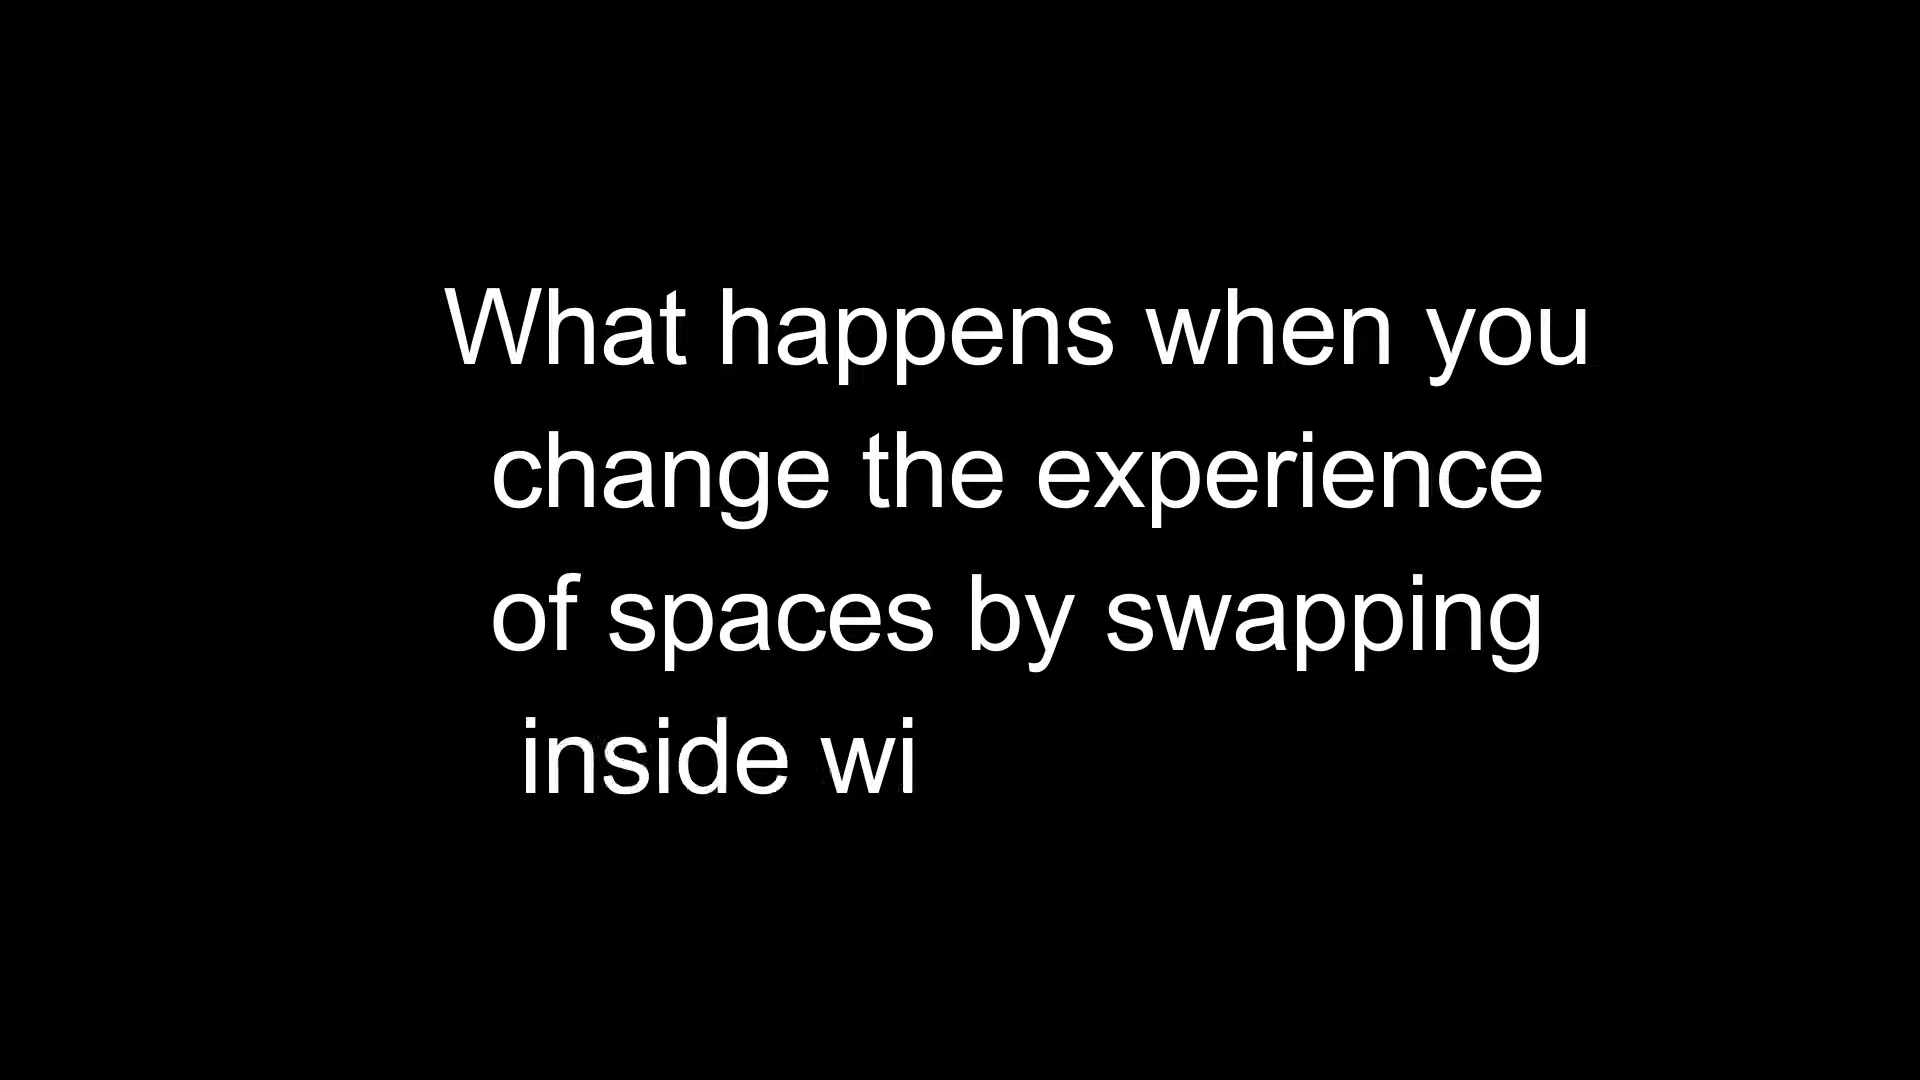 What happens when you
change the experience
of spaces by swapping
inside wi